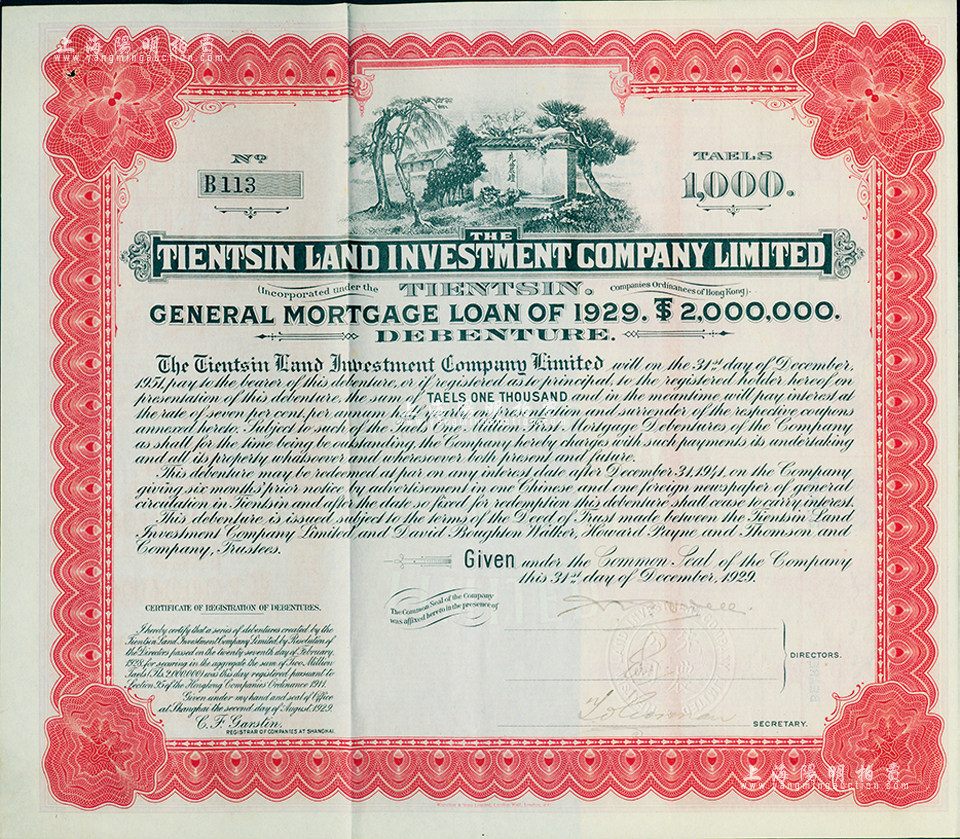 上海陽明拍賣
www.yangmingauction.com
No
B113
TAELS
1,000.
THE
TIENTSIN LAND INVESTMENT COMPANY LIMITED
(Incorporated under the TIENTSIN. Companies Ordinances of Hong Kong)
GENERAL MORTGAGE LOAN OF 1929. T$ 2,000,000.
DEBENTURE.
The Tientsin Land Investment Company Limited will on the 31st day of December,
1951, pay to the bearer of this debenture, or if registered as to principal, to the registered holder hereof on
presentation of this debenture, the sum of TAELS ONE THOUSAND and in the meantime will pay interest at
the rate of seven per cent. per annum half yearly on presentation and surrender of the respective coupons
annexed hereto. Subject to such of the Mortgage Debentures of the Company
as shall for the time being be outstanding, the Company hereby charges with such payments its undertaking
and all its property whatsoever and wheresoever both present and future.
This debenture may be redeemed at par on any interest date after December 31.1941. on the Company
giving six months' prior notice by advertisement in one Chinese and one foreign newspaper of general
circulation in Tientsin and after the date so fixed for redemption this debenture shall cease to carry interest.
This debenture is issued subject to the terms of the Deed of Trust made between the Tientsin Land
Investment Company Limited and David Broughton Walker, Howard Payne and Thomson and
Company, Trustees.
Given under the Common Seal of the Company
this 31st day of December, 1929.
The Common Seal of the Company
was affixed hereto in the presence of
CERTIFICATE OF REGISTRATION OF DEBENTURES.
I hereby certify that a series of debentures created by the
Tientsin Land Investment Company Limited, by Resolution of
the Directors passed on the twenty seventh day of February,
1928, for securing in the aggregate the sum of Two Million
Taels (Tls. 2,000,000) was this day registered pursuant to
Section 95 of the Hongkong Companies Ordinance 1911.
Given under my hand and seal of Office
at Shanghai the second day of August, 1929.
C. F. Garstin,
REGISTRAR OF COMPANIES AT SHANGHAI.
DIRECTORS.
SECRETARY.
上海陽明拍賣
www.yangmingauction.com